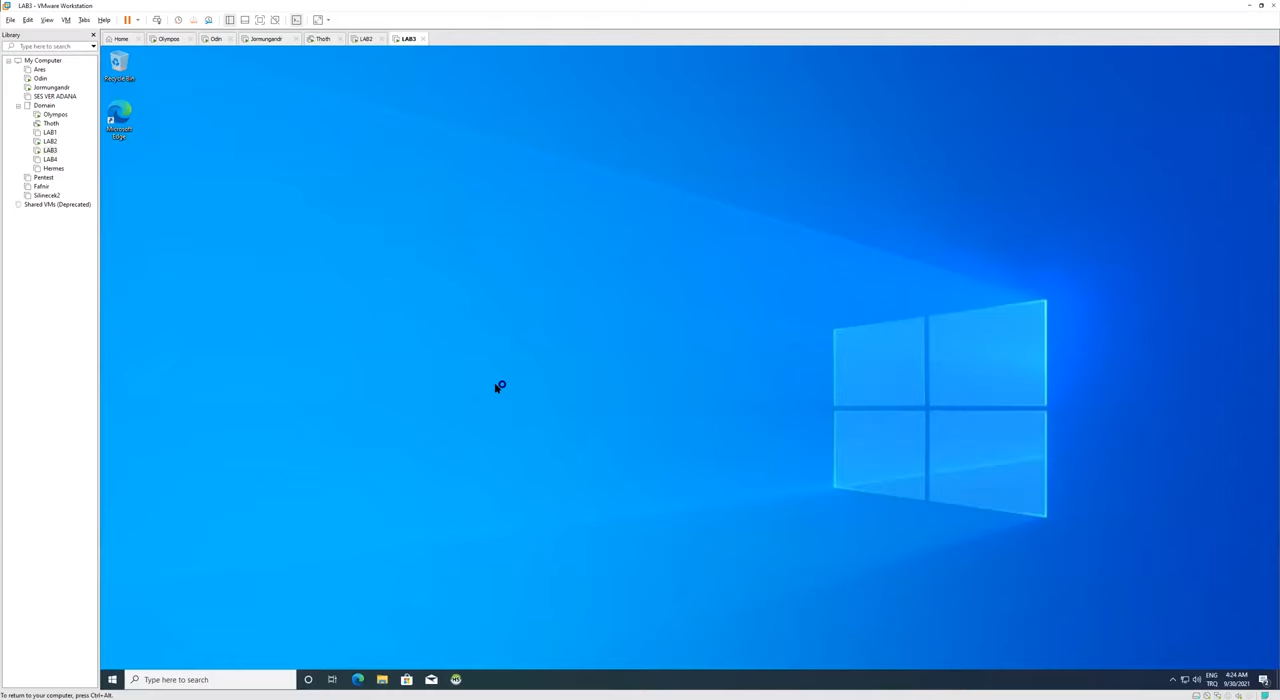 LAB3 - VMware Workstation
File Edit View VM Tabs Help
Library
Type here to search
My Computer
Ares
Odin
Jormungandr
SES VER ADANA
Domain
Olympos
Thoth
LAB1
LAB2
LAB3
LAB4
Hermes
Pentest
Fafnir
Silinecek2
Shared VMs (Deprecated)
Home Olympos Odin Jormungandr Thoth LAB2 LAB3
Recycle Bin
Microsoft
Edge
Type here to search
ENG
TRQ
4:24 AM
9/30/2021
2
To return to your computer, press Ctrl+Alt.